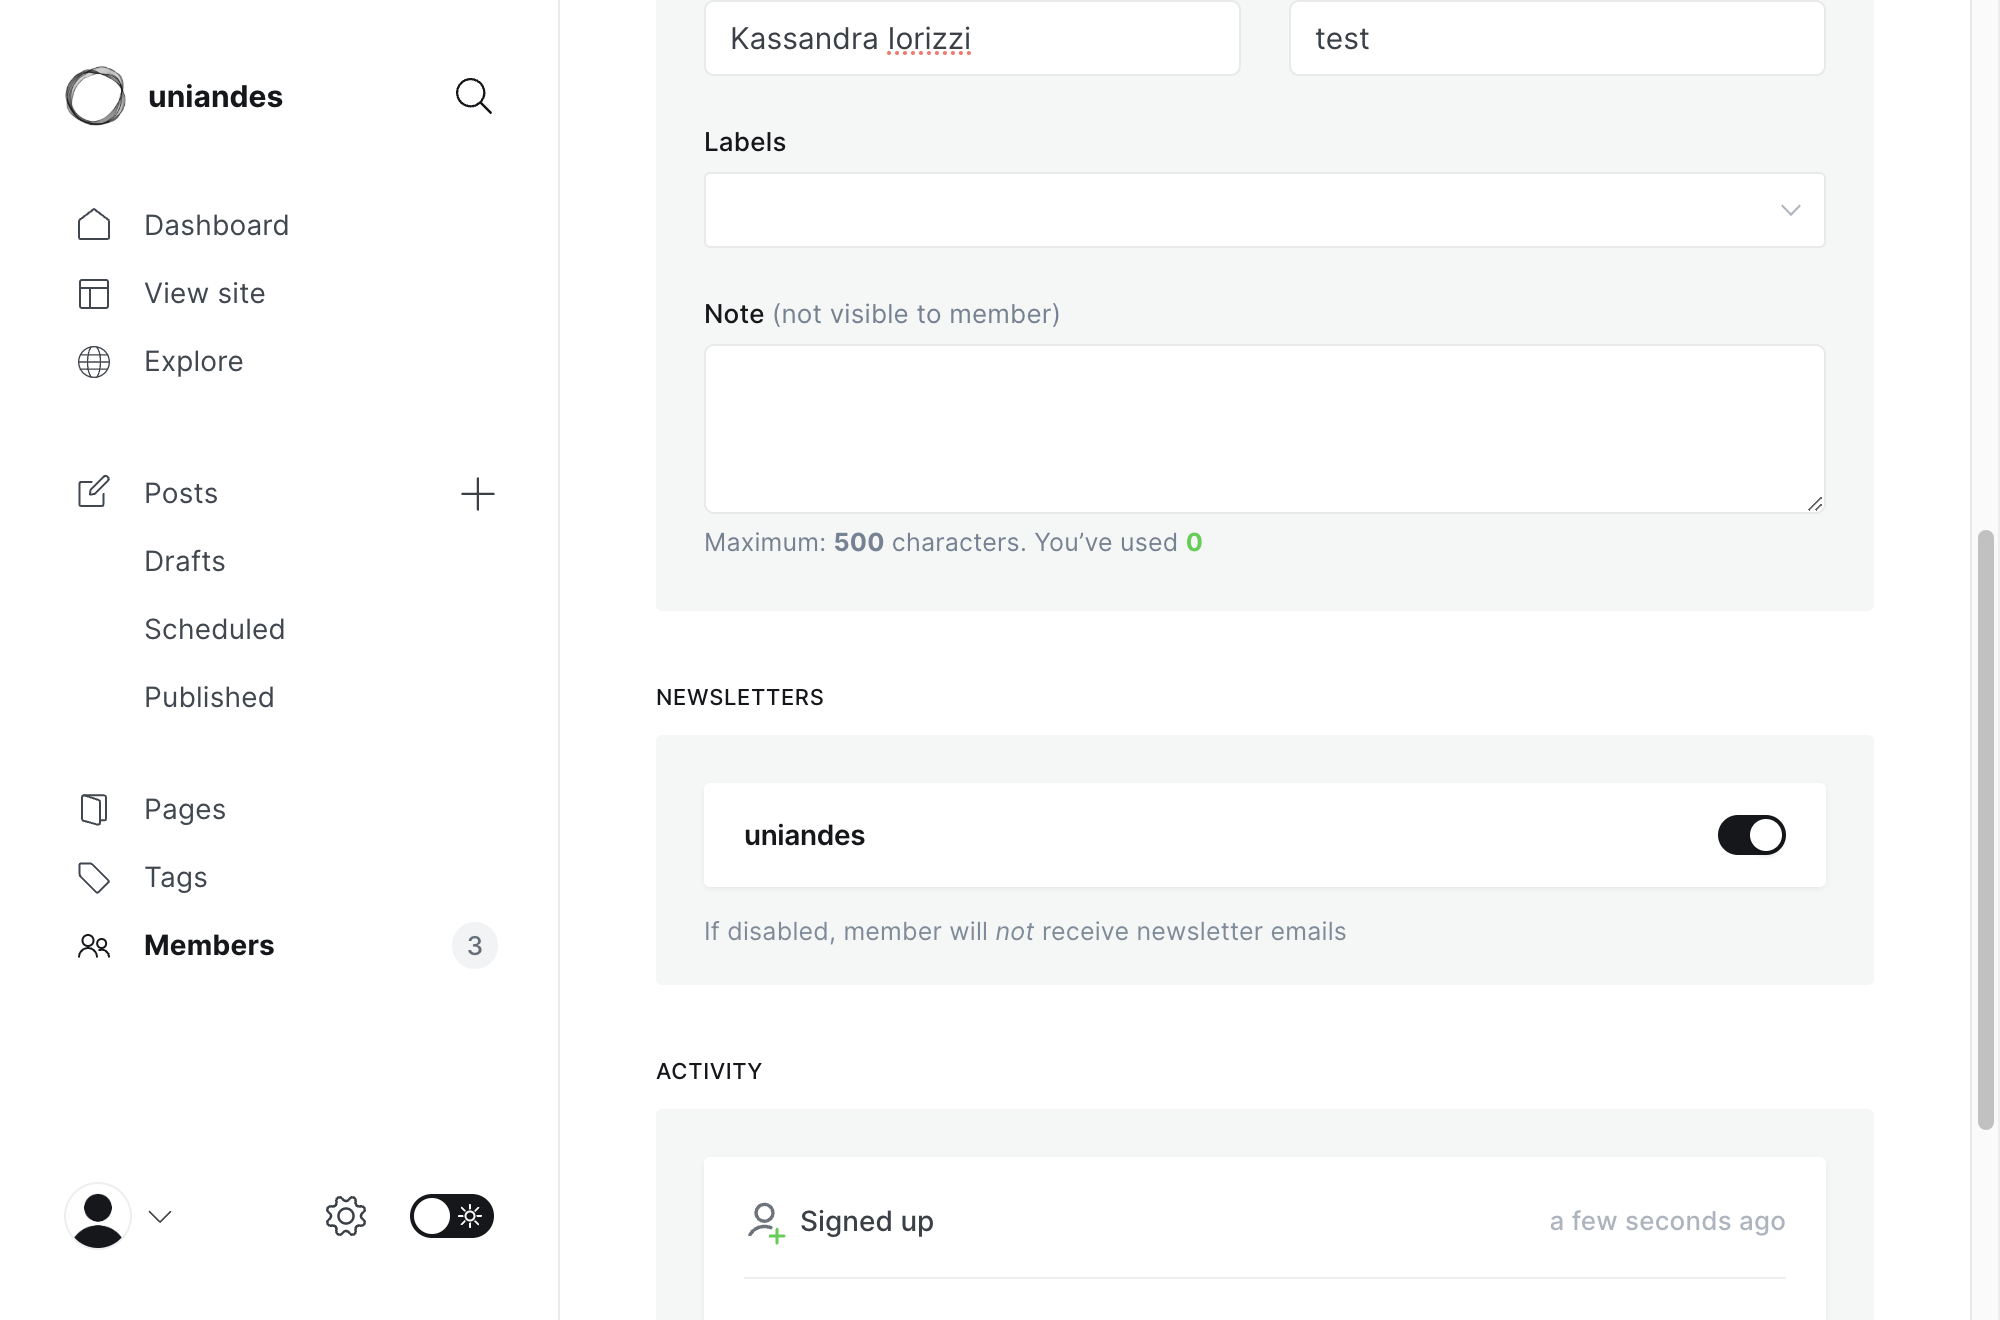 uniandes
Dashboard
View site
Explore
Posts
Drafts
Scheduled
Published
Pages
Tags
Members 3
Kassandra Iorizzi test
Labels
Note (not visible to member)
Maximum: 500 characters. You’ve used 0
NEWSLETTERS
uniandes
If disabled, member will not receive newsletter emails
ACTIVITY
Signed up a few seconds ago